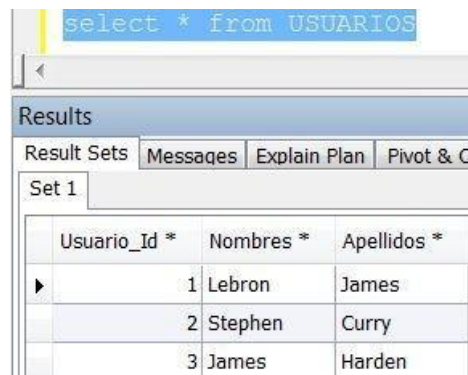 select * from USUARIOS
Results
Result Sets Messages Explain Plan Pivot &
Set 1
Usuario_Id * Nombres * Apellidos *
1 Lebron James
2 Stephen Curry
3 James Harden